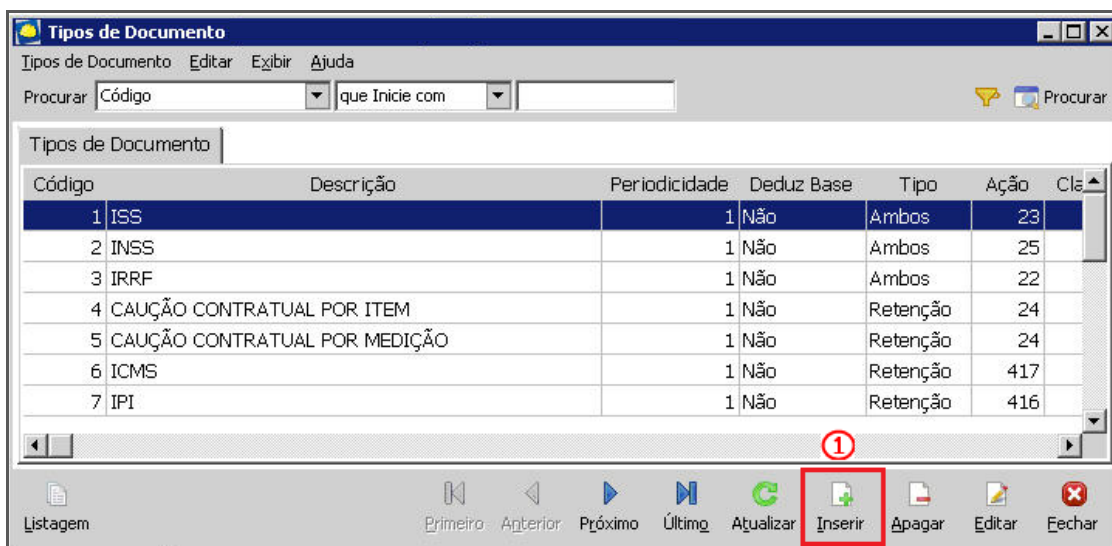 Tipos de Documento
Tipos de Documento Editar Exibir Ajuda
Procurar Código que Inicie com Procurar
Tipos de Documento
Código Descrição Periodicidade Deduz Base Tipo Ação Cla
1 ISS 1 Não Ambos 23
2 INSS 1 Não Ambos 25
3 IRRF 1 Não Ambos 22
4 CAUÇÃO CONTRATUAL POR ITEM 1 Não Retenção 24
5 CAUÇÃO CONTRATUAL POR MEDIÇÃO 1 Não Retenção 24
6 ICMS 1 Não Retenção 417
7 IPI 1 Não Retenção 416
1
Listagem Primeiro Anterior Próximo Último Atualizar Inserir Apagar Editar Fechar